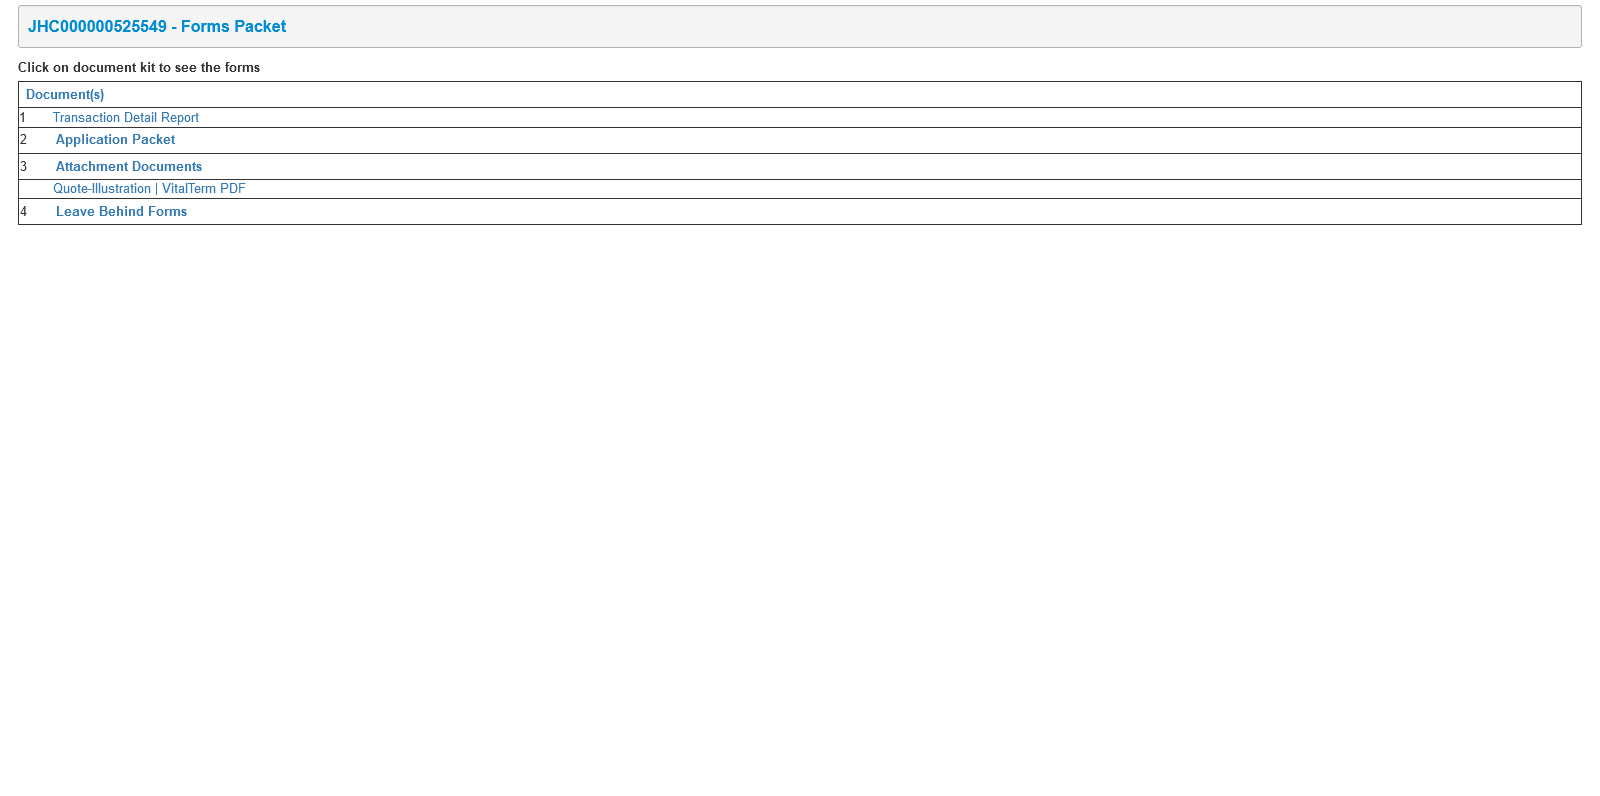 JHC000000525549 - Forms Packet
Click on document kit to see the forms
Document(s)
1 Transaction Detail Report
2 Application Packet
3 Attachment Documents
Quote-Illustration | VitalTerm PDF
4 Leave Behind Forms